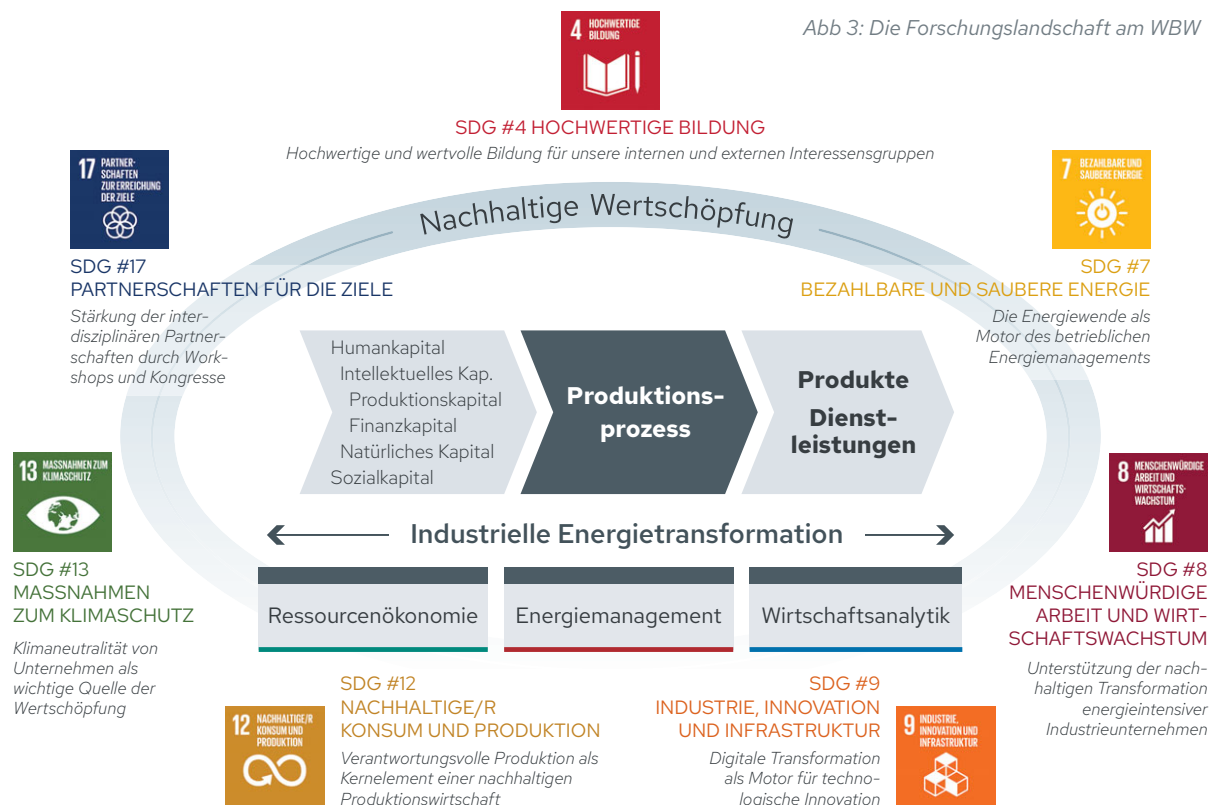 Abb 3: Die Forschungslandschaft am WBW
4 HOCHWERTIGE
BILDUNG
SDG #4 HOCHWERTIGE BILDUNG
Hochwertige und wertvolle Bildung für unsere internen und externen Interessensgruppen
17 PARTNER-
SCHAFTEN
ZUR ERREICHUNG
DER ZIELE
SDG #17
PARTNERSCHAFTEN FÜR DIE ZIELE
Stärkung der inter-
disziplinären Partner-
schaften durch Work-
shops und Kongresse
7 BEZAHLBARE UND
SAUBERE ENERGIE
SDG #7
BEZAHLBARE UND SAUBERE ENERGIE
Die Energiewende als
Motor des betrieblichen
Energiemanagements
Nachhaltige Wertschöpfung
Humankapital
Intellektuelles Kap.
Produktionskapital
Finanzkapital
Natürliches Kapital
Sozialkapital
Produktions-
prozess
Produkte
Dienst-
leistungen
Industrielle Energietransformation
Ressourcenökonomie
Energiemanagement
Wirtschaftsanalytik
13 MASSNAHMEN ZUM
KLIMASCHUTZ
SDG #13
MASSNAHMEN
ZUM KLIMASCHUTZ
Klimaneutralität von
Unternehmen als
wichtige Quelle der
Wertschöpfung
8 MENSCHENWÜRDIGE
ARBEIT UND
WIRTSCHAFTS-
WACHSTUM
SDG #8
MENSCHENWÜRDIGE
ARBEIT UND WIRT-
SCHAFTSWACHSTUM
Unterstützung der nach-
haltigen Transformation
energieintensiver
Industrieunternehmen
12 NACHHALTIGE/R
KONSUM UND
PRODUKTION
SDG #12
NACHHALTIGE/R
KONSUM UND PRODUKTION
Verantwortungsvolle Produktion als
Kernelement einer nachhaltigen
Produktionswirtschaft
SDG #9
INDUSTRIE, INNOVATION
UND INFRASTRUKTUR
Digitale Transformation
als Motor für techno-
logische Innovation
9 INDUSTRIE,
INNOVATION UND
INFRASTRUKTUR